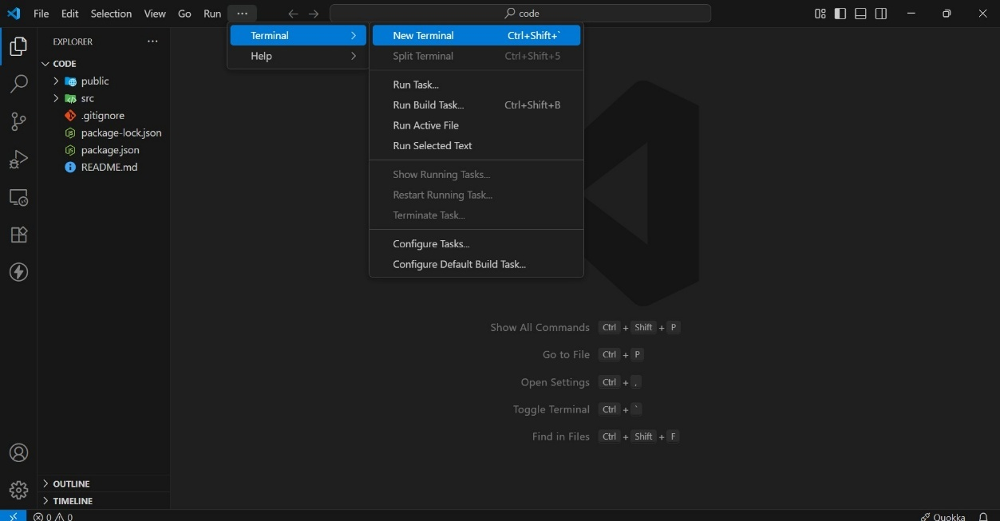 File Edit Selection View Go Run ··· code
EXPLORER ···
CODE
public
src
.gitignore
package-lock.json
package.json
README.md
OUTLINE
TIMELINE
Terminal
Help
New Terminal Ctrl+Shift+`
Split Terminal Ctrl+Shift+5
Run Task...
Run Build Task... Ctrl+Shift+B
Run Active File
Run Selected Text
Show Running Tasks...
Restart Running Task...
Terminate Task...
Configure Tasks...
Configure Default Build Task...
Show All Commands Ctrl + Shift + P
Go to File Ctrl + P
Open Settings Ctrl + ,
Toggle Terminal Ctrl + `
Find in Files Ctrl + Shift + F
0 0 Quokka